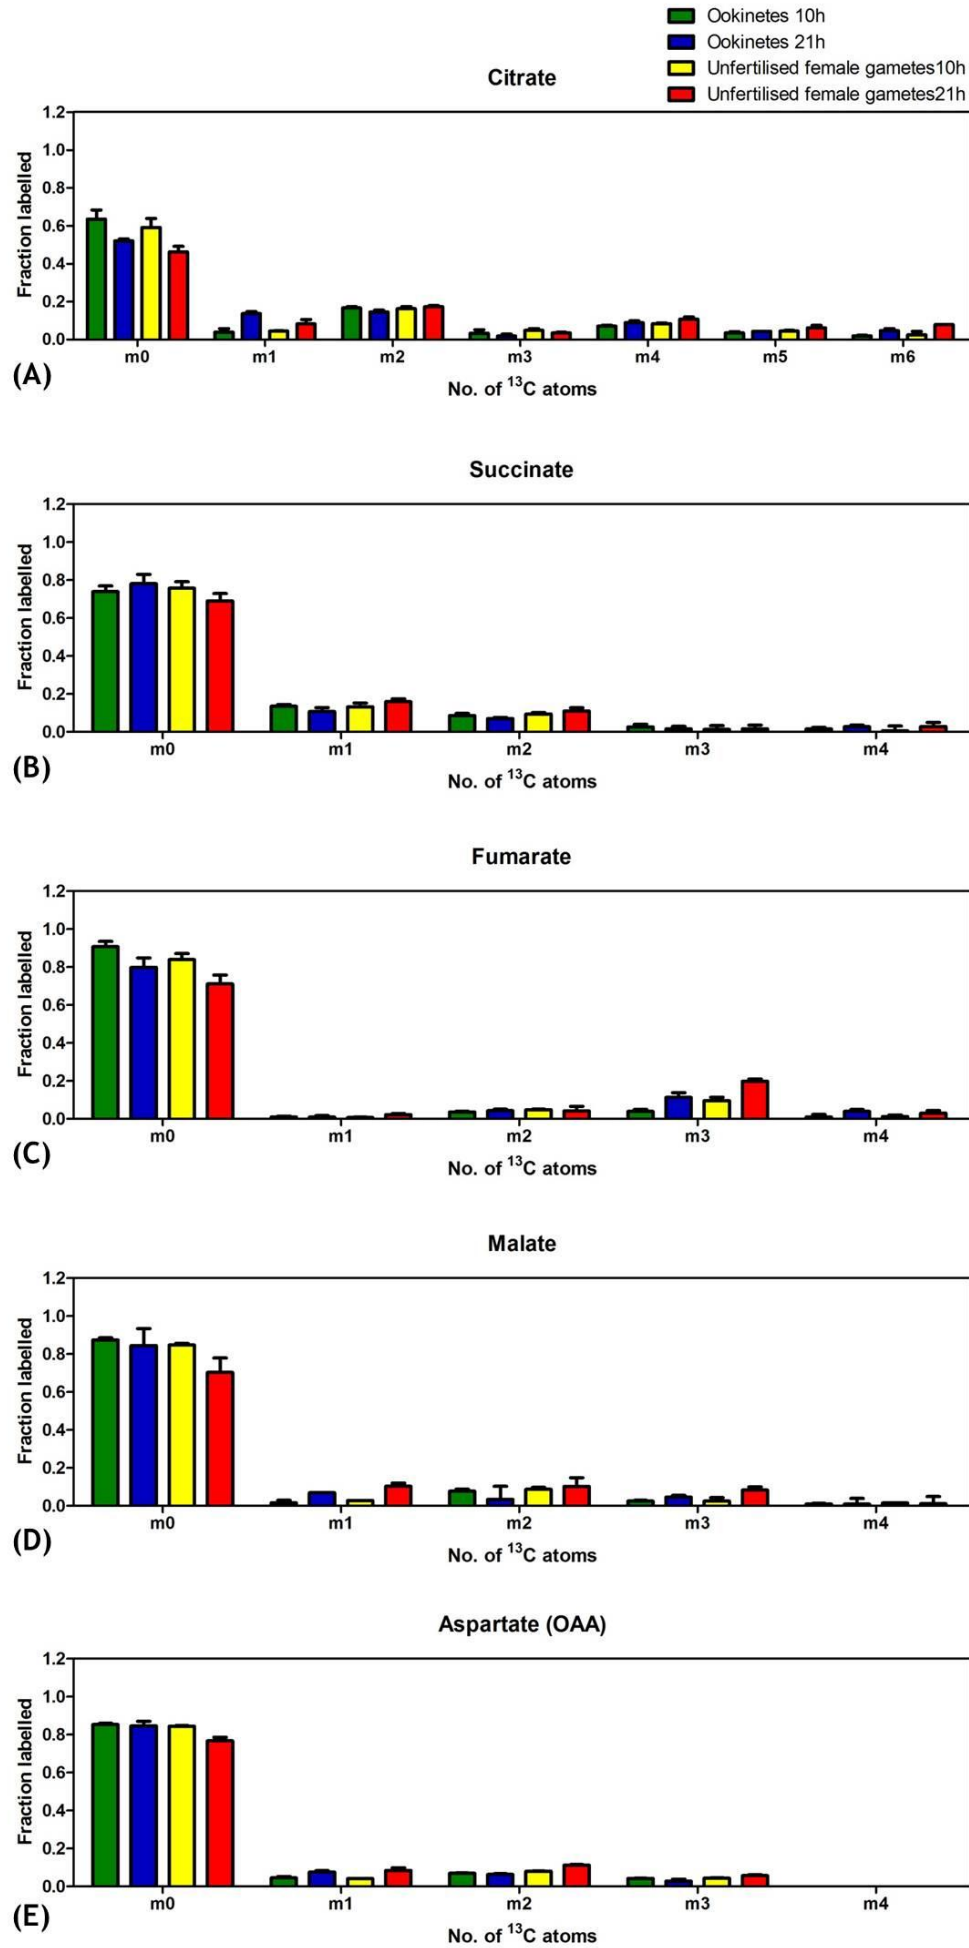 Ookinetes 10h
Ookinetes 21h
Unfertilised female gametes10h
Unfertilised female gametes21h
Citrate
Fraction labelled
1.2
1.0
0.8
0.6
0.4
0.2
0.0
m0 m1 m2 m3 m4 m5 m6
(A)
No. of ¹³C atoms
Succinate
Fraction labelled
1.2
1.0
0.8
0.6
0.4
0.2
0.0
m0 m1 m2 m3 m4
(B)
No. of ¹³C atoms
Fumarate
Fraction labelled
1.2
1.0
0.8
0.6
0.4
0.2
0.0
m0 m1 m2 m3 m4
(C)
No. of ¹³C atoms
Malate
Fraction labelled
1.2
1.0
0.8
0.6
0.4
0.2
0.0
m0 m1 m2 m3 m4
(D)
No. of ¹³C atoms
Aspartate (OAA)
Fraction labelled
1.2
1.0
0.8
0.6
0.4
0.2
0.0
m0 m1 m2 m3 m4
(E)
No. of ¹³C atoms